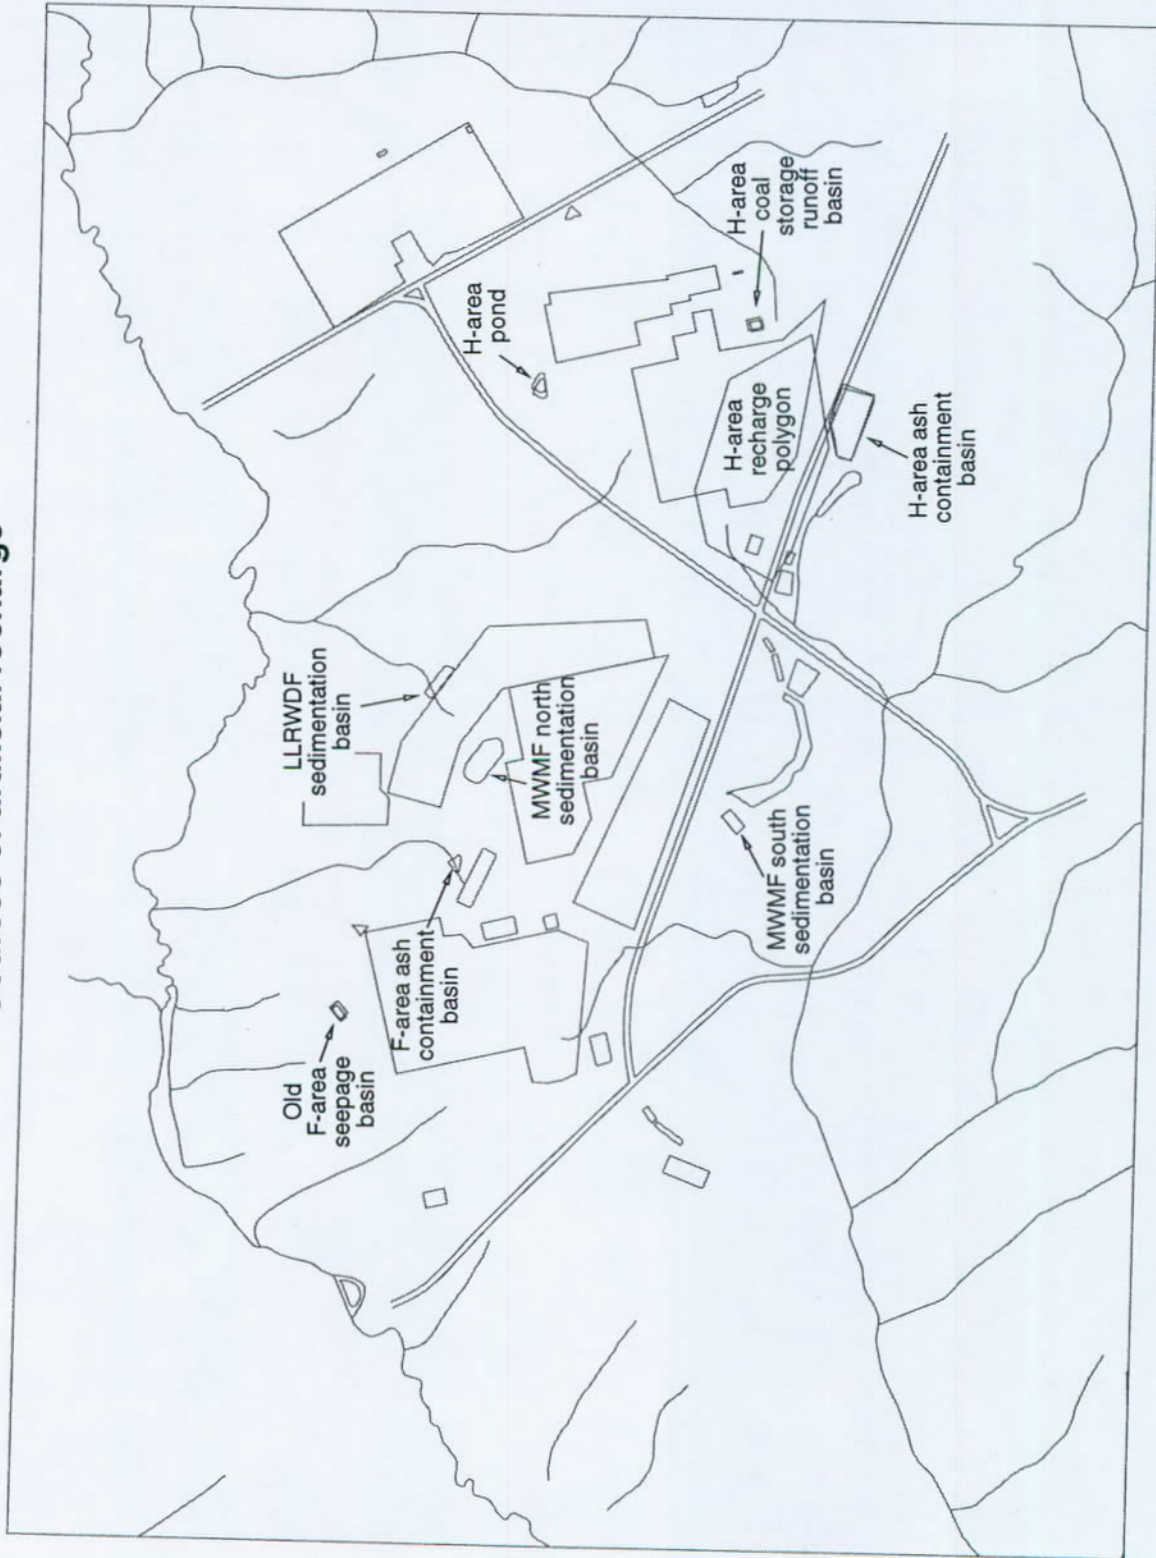 Old
F-area
seepage
basin
LLRWDF
sedimentation
basin
F-area ash
containment
basin
H-area
pond
MWMF north
sedimentation
basin
H-area
recharge
polygon
H-area
coal
storage
runoff
basin
MWMF south
sedimentation
basin
H-area ash
containment
basin